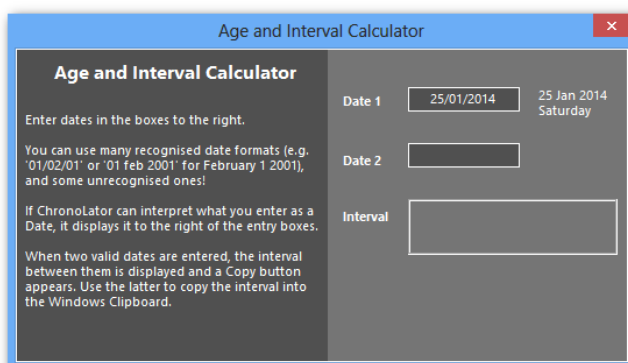 Age and Interval Calculator
Age and Interval Calculator
Enter dates in the boxes to the right.
You can use many recognised date formats (e.g.
'01/02/01' or '01 feb 2001' for February 1 2001),
and some unrecognised ones!
If ChronoLator can interpret what you enter as a
Date, it displays it to the right of the entry boxes.
When two valid dates are entered, the interval
between them is displayed and a Copy button
appears. Use the latter to copy the interval into
the Windows Clipboard.
Date 1
25/01/2014
25 Jan 2014
Saturday
Date 2
Interval